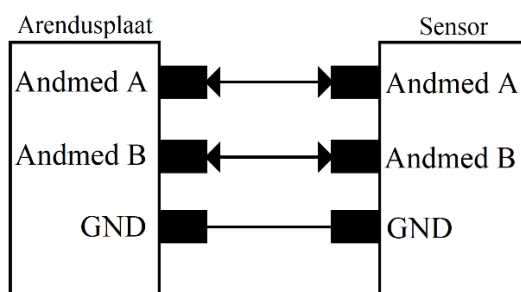 Arendusplaat
Sensor
Andmed A
Andmed A
Andmed B
Andmed B
GND
GND